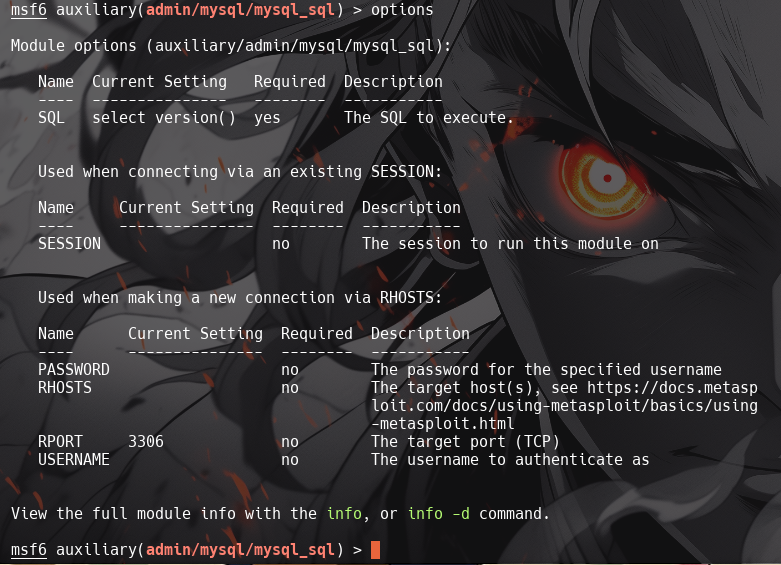 msf6 auxiliary(admin/mysql/mysql_sql) > options
Module options (auxiliary/admin/mysql/mysql_sql):
Name  Current Setting   Required  Description
----  ---------------   --------  -----------
SQL   select version()  yes       The SQL to execute.
Used when connecting via an existing SESSION:
Name     Current Setting  Required  Description
----     ---------------  --------  -----------
SESSION                   no        The session to run this module on
Used when making a new connection via RHOSTS:
Name      Current Setting  Required  Description
----      ---------------  --------  -----------
PASSWORD                   no        The password for the specified username
RHOSTS                     no        The target host(s), see https://docs.metasp
loit.com/docs/using-metasploit/basics/using
-metasploit.html
RPORT     3306             no        The target port (TCP)
USERNAME                   no        The username to authenticate as
View the full module info with the info, or info -d command.
msf6 auxiliary(admin/mysql/mysql_sql) >